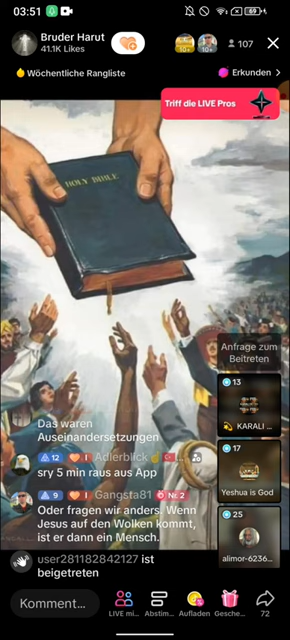 03:51
69
Bruder Harut
41.1K Likes
10+
10+
107
Wöchentliche Rangliste
Erkunden
Triff die LIVE Pros
HOLY BIBLE
Anfrage zum
Beitreten
13
KARALI ...
17
Yeshua is God
25
alimor-6236...
Das waren
Auseinandersetzungen
12 I Adlerblick
sry 5 min raus aus App
9 I Gangsta81 Nr. 2
Oder fragen wir anders. Wenn
Jesus auf den Wolken kommt,
ist er dann ein Mensch.
user281182842127 ist
beigetreten
Komment...
LIVE mi...
Abstim...
Aufladen
Gesche...
72